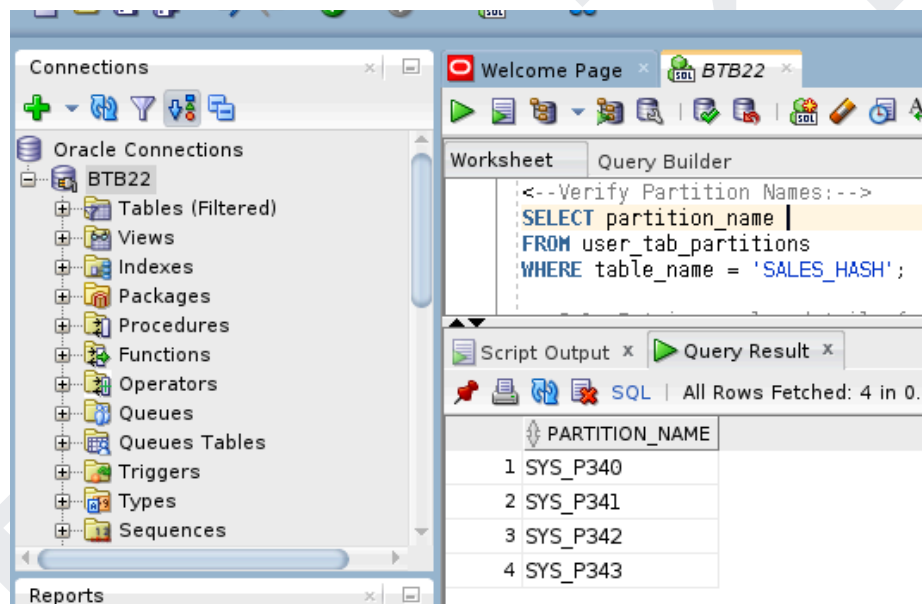 Connections
Oracle Connections
BTB22
Tables (Filtered)
Views
Indexes
Packages
Procedures
Functions
Operators
Queues
Queues Tables
Triggers
Types
Sequences
Reports
Welcome Page
BTB22
Worksheet Query Builder
<--Verify Partition Names:-->
SELECT partition_name
FROM user_tab_partitions
WHERE table_name = 'SALES_HASH';
Script Output x Query Result x
SQL | All Rows Fetched: 4 in 0.
PARTITION_NAME
1 SYS_P340
2 SYS_P341
3 SYS_P342
4 SYS_P343